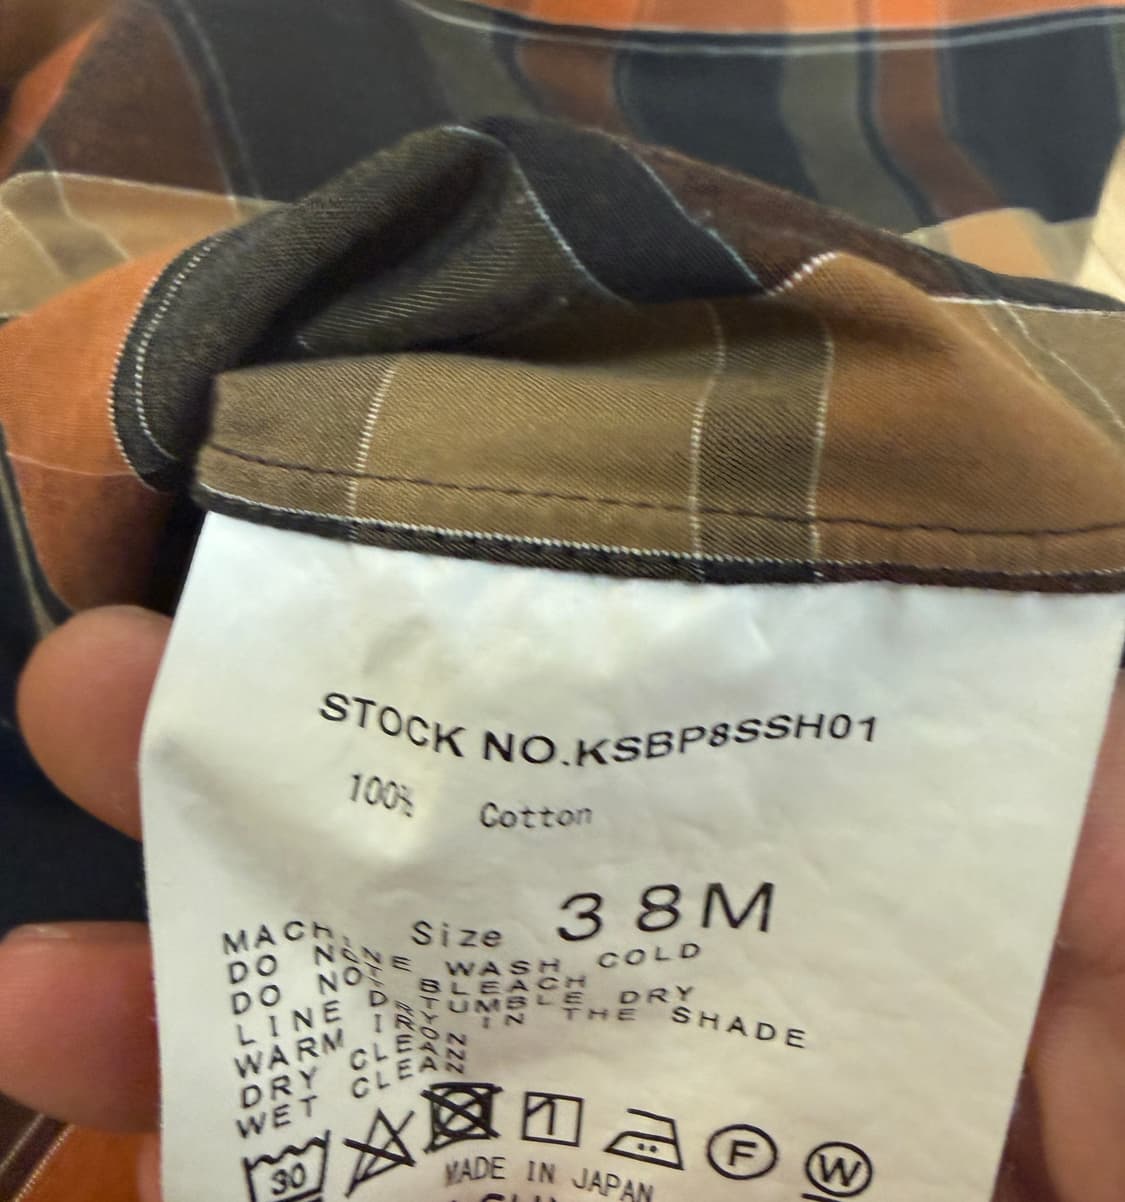 STOCK NO.KSBP8SSH01
100% Cotton
Size 38M
MACHINE WASH COLD
DO NOT BLEACH
DO NOT TUMBLE DRY
LINE DRY IN THE SHADE
WARM IRON
DRY CLEAN
WET CLEAN
30 F W
MADE IN JAPAN